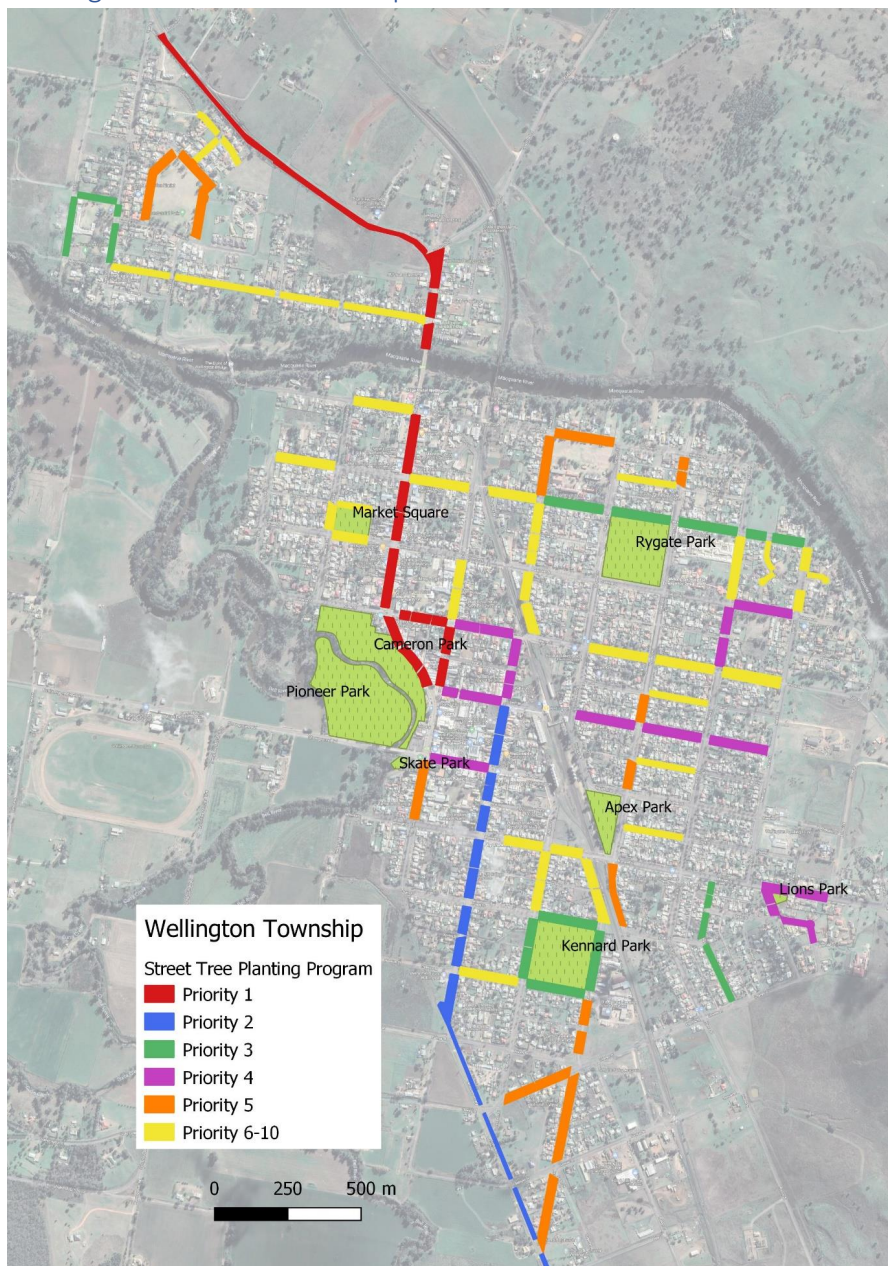 Market Square
Rygate Park
Cameron Park
Pioneer Park
Skate Park
Apex Park
Lions Park
Kennard Park
Wellington Township
Street Tree Planting Program
Priority 1
Priority 2
Priority 3
Priority 4
Priority 5
Priority 6-10
0 250 500 m